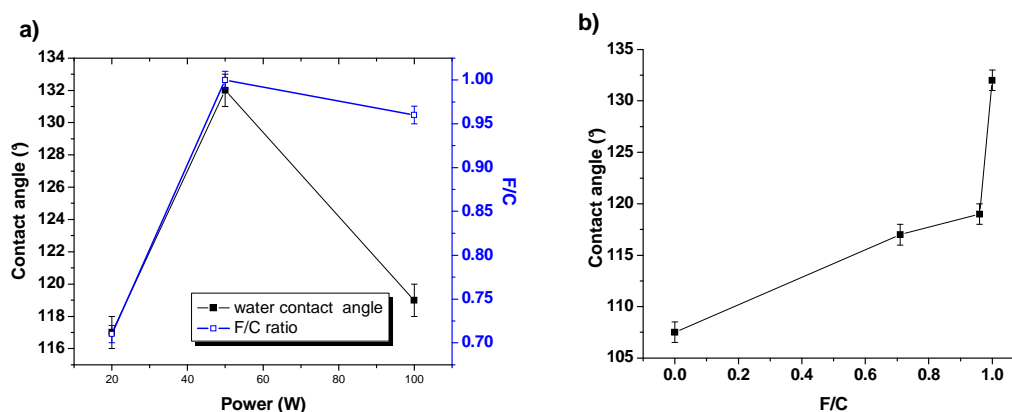 a)
134
132
130
128
126
124
122
120
118
116
Contact angle (°)
1.00
0.95
0.90
0.85
0.80
0.75
0.70
F/C
water contact angle
F/C ratio
20 40 60 80 100
Power (W)
b)
135
130
125
120
115
110
105
Contact angle (°)
0.0 0.2 0.4 0.6 0.8 1.0
F/C